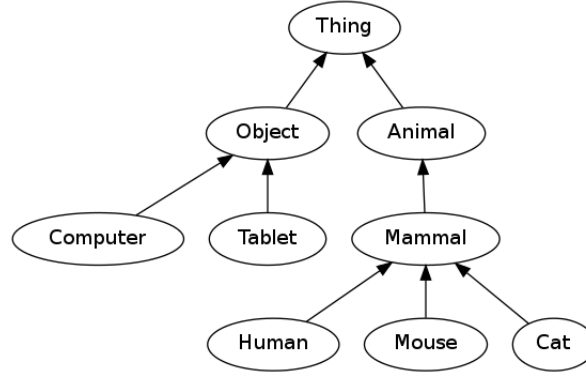 Thing
Object
Animal
Computer
Tablet
Mammal
Human
Mouse
Cat